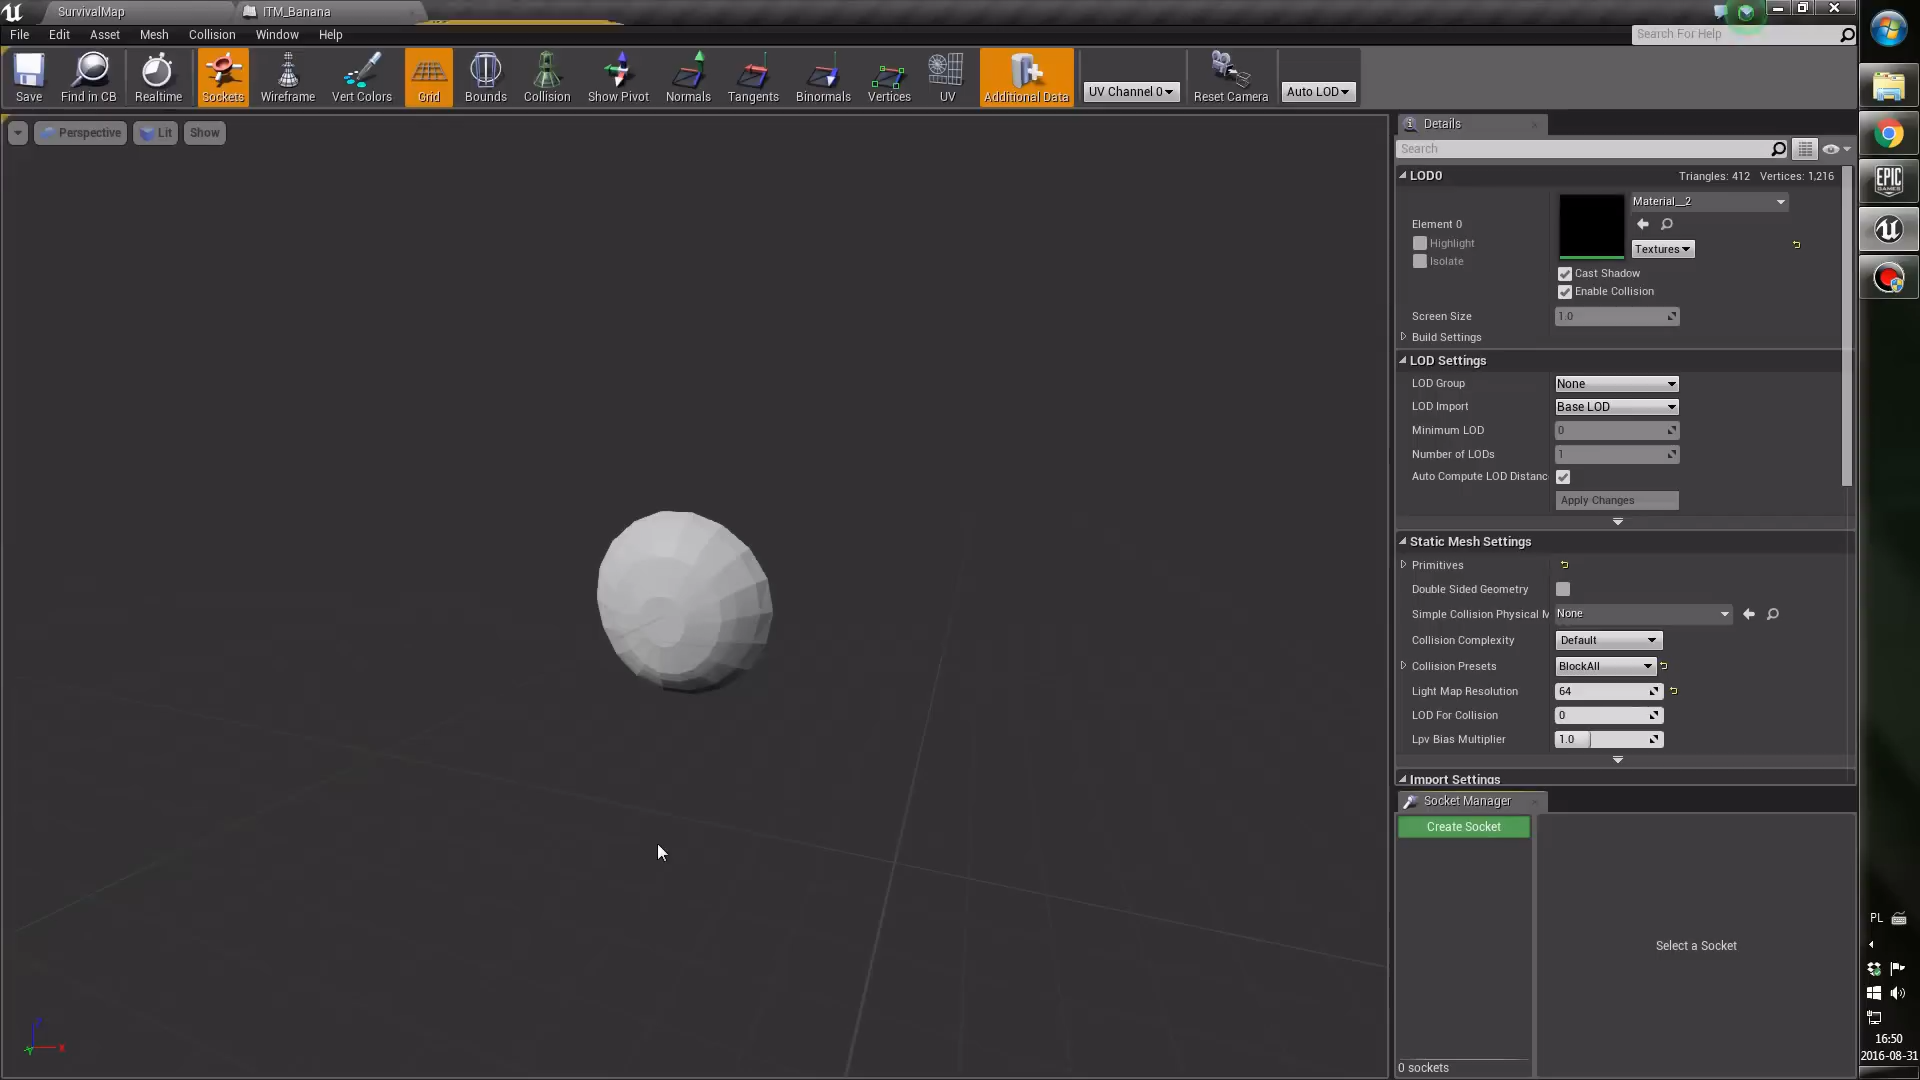 SurvivalMap
ITM_Banana
File Edit Asset Mesh Collision Window Help
Search For Help
Save
Find in CB
Realtime
Sockets
Wireframe
Vert Colors
Grid
Bounds
Collision
Show Pivot
Normals
Tangents
Binormals
Vertices
UV
Additional Data
UV Channel 0
Reset Camera
Auto LOD
Perspective
Lit
Show
Details
Search
LOD0
Triangles: 412 Vertices: 1,216
Material__2
Element 0
Highlight
Isolate
Textures
Cast Shadow
Enable Collision
Screen Size 1.0
Build Settings
LOD Settings
LOD Group None
LOD Import Base LOD
Minimum LOD 0
Number of LODs 1
Auto Compute LOD Distanc
Apply Changes
Static Mesh Settings
Primitives
Double Sided Geometry
Simple Collision Physical M None
Collision Complexity Default
Collision Presets BlockAll
Light Map Resolution 64
LOD For Collision 0
Lpv Bias Multiplier 1.0
Import Settings
Socket Manager
Create Socket
Select a Socket
0 sockets
EPIC
GAMES
PL
16:50
2016-08-31